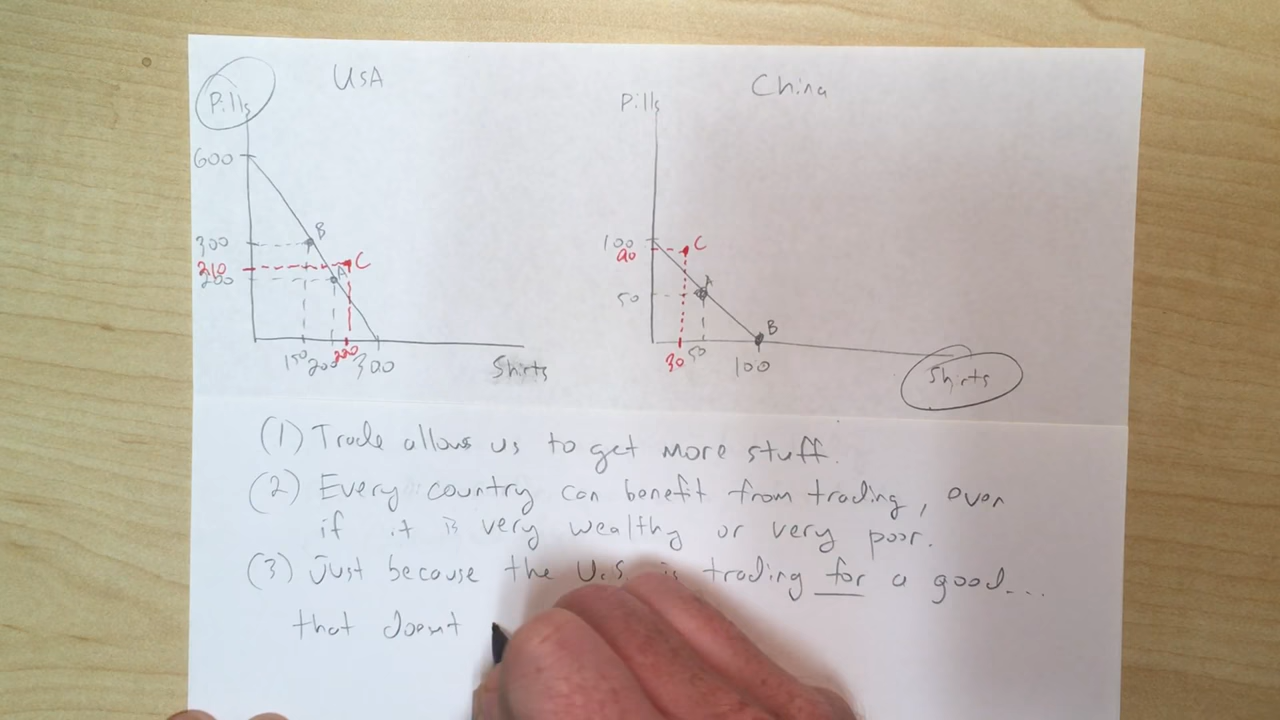 USA
China
Pills
Pills
600
300
B
210
C
200
A
150 200 220 300
Shirts
100
C
90
A
50
B
30 50 100
Shirts
(1) Trade allows us to get more stuff.
(2) Every country can benefit from trading, even
if it is very wealthy or very poor.
(3) Just because the U.S. is trading for a good...
that doesnt